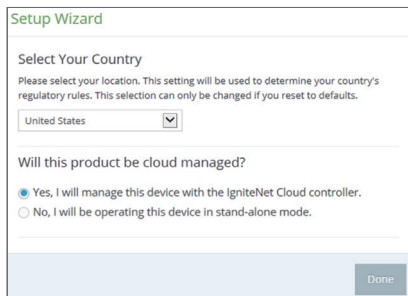 Setup Wizard
Select Your Country
Please select your location. This setting will be used to determine your country's
regulatory rules. This selection can only be changed if you reset to defaults.
United States
Will this product be cloud managed?
Yes, I will manage this device with the IgniteNet Cloud controller.
No, I will be operating this device in stand-alone mode.
Done